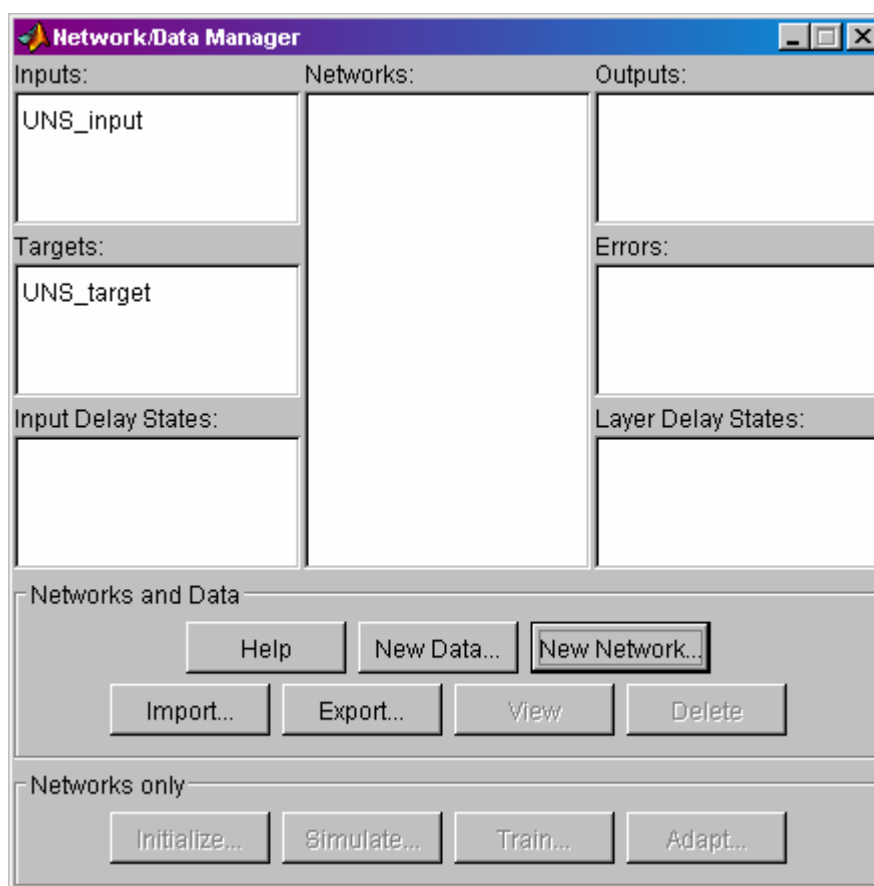 Network/Data Manager
Inputs: Networks: Outputs:
UNS_input
Targets: Errors:
UNS_target
Input Delay States: Layer Delay States:
Networks and Data
Help New Data... New Network...
Import... Export... View Delete
Networks only
Initialize... Simulate... Train... Adapt...